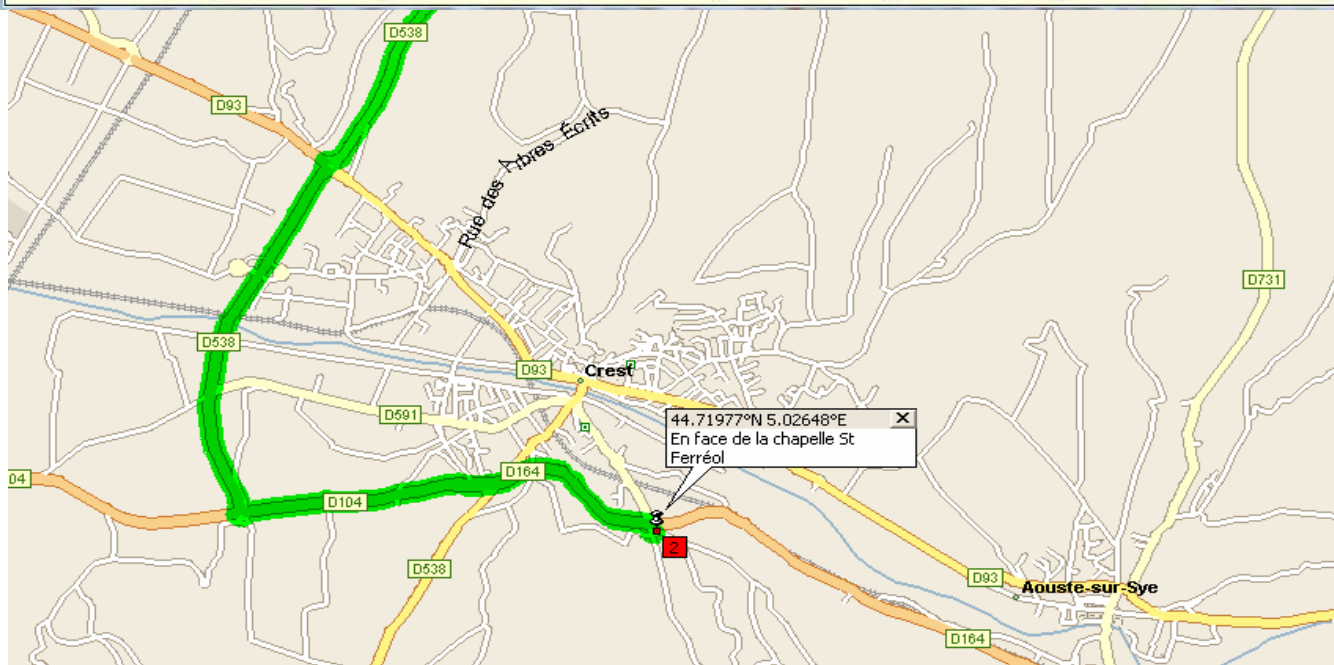 D538
D93
Rue des Arbres Écrits
D731
D538
D93
Crest
D591
44.71977°N 5.02648°E
En face de la chapelle St
Ferréol
D164
04
D104
2
D538
D93
Aouste-sur-Sye
D164